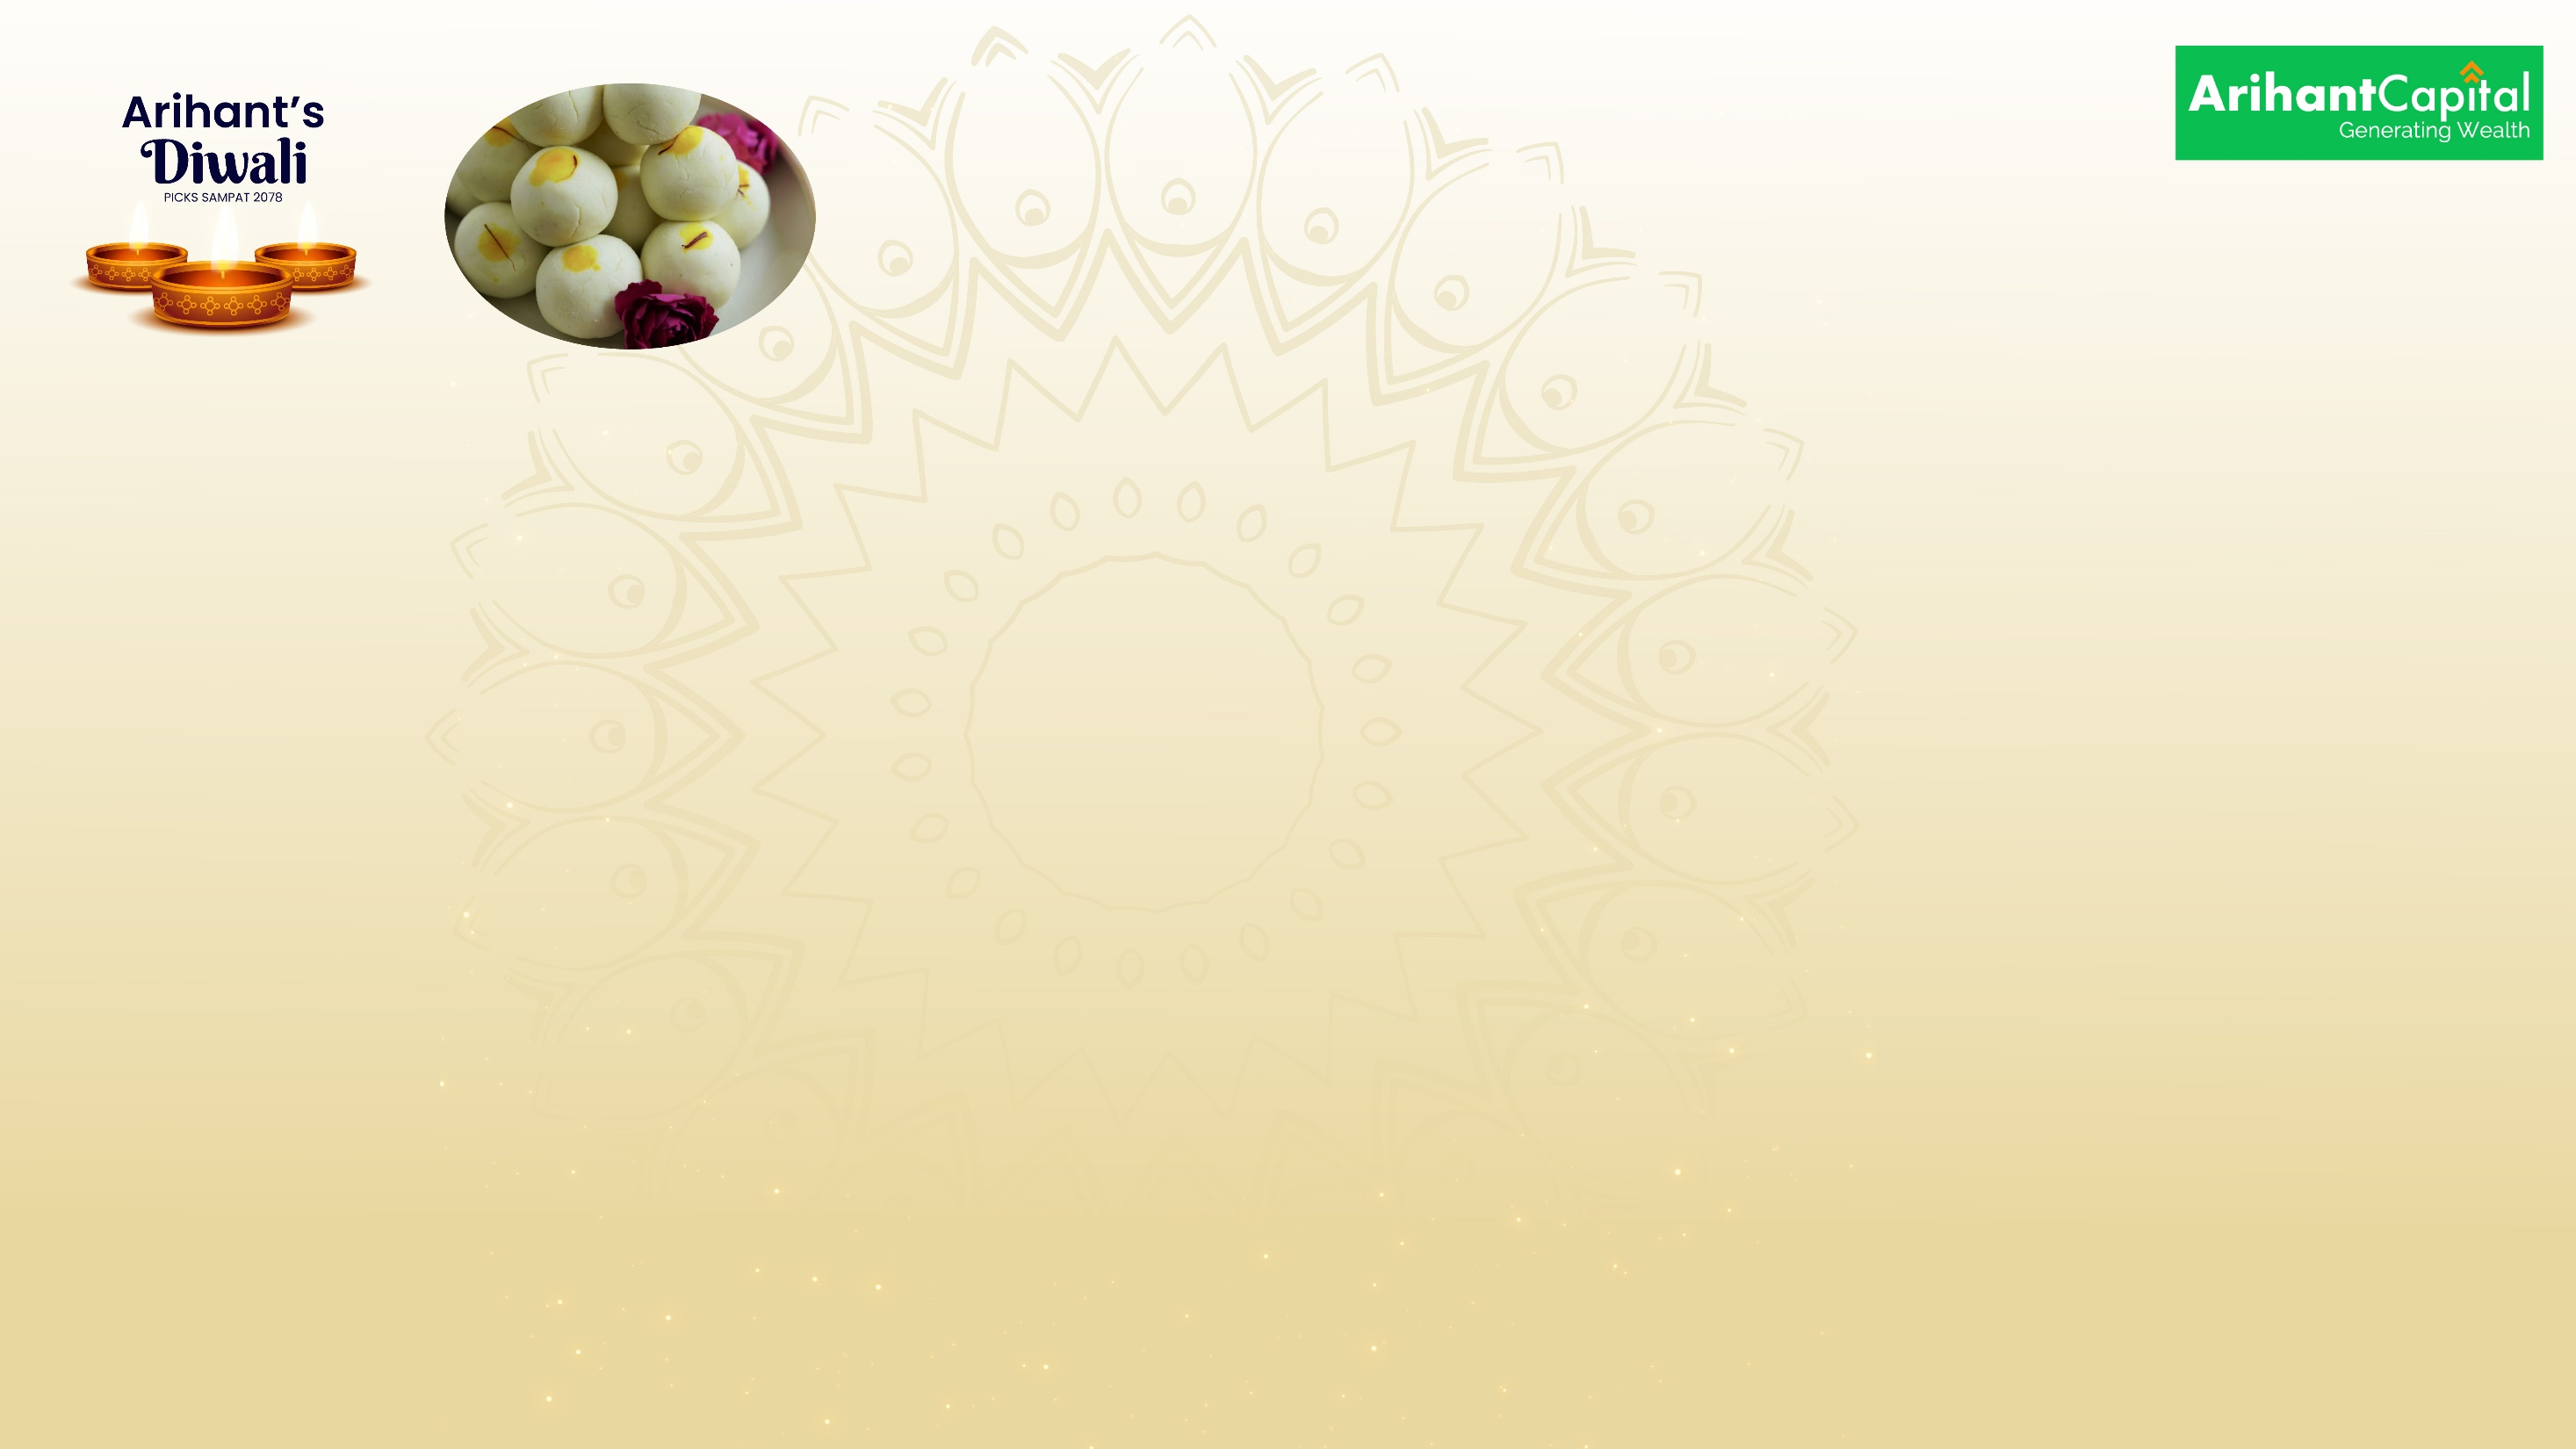 Arihant’s
Diwali
PICKS SAMPAT 2078
ArihantCapital
Generating Wealth